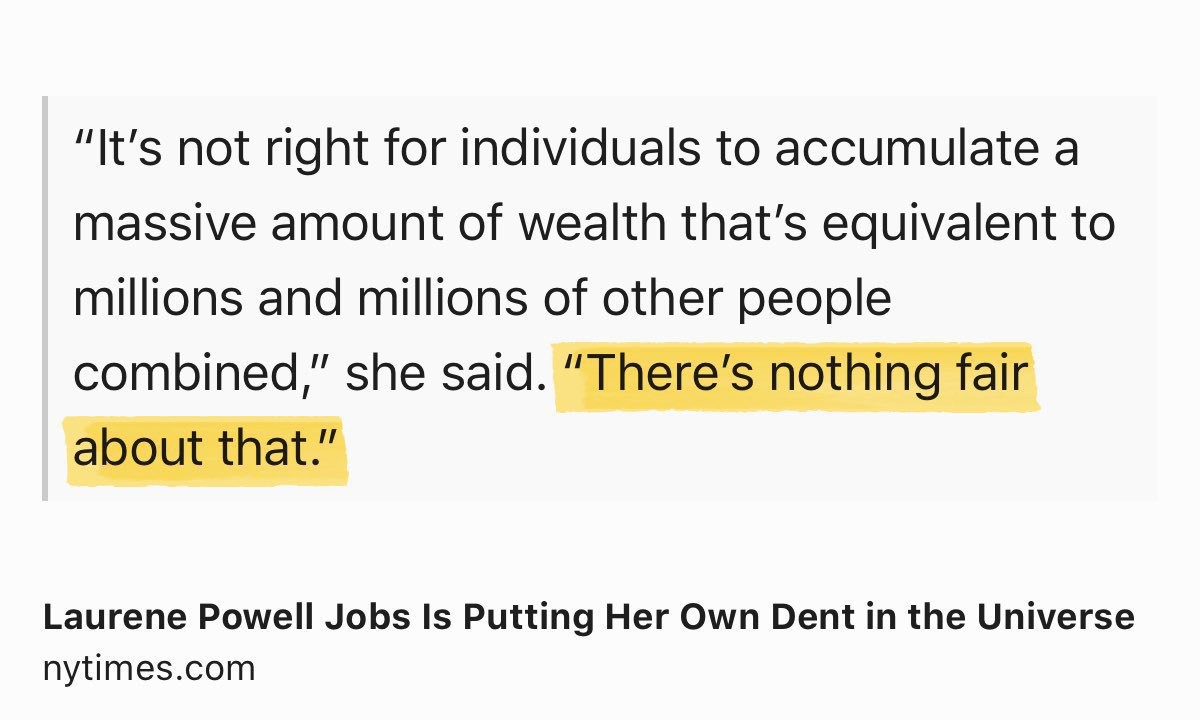 “It’s not right for individuals to accumulate a
massive amount of wealth that’s equivalent to
millions and millions of other people
combined,” she said. “There’s nothing fair
about that.”
Laurene Powell Jobs Is Putting Her Own Dent in the Universe
nytimes.com